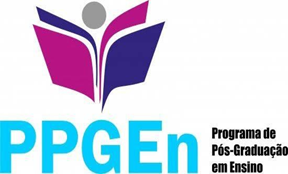 PPGEn
Programa de
Pós-Graduação
em Ensino